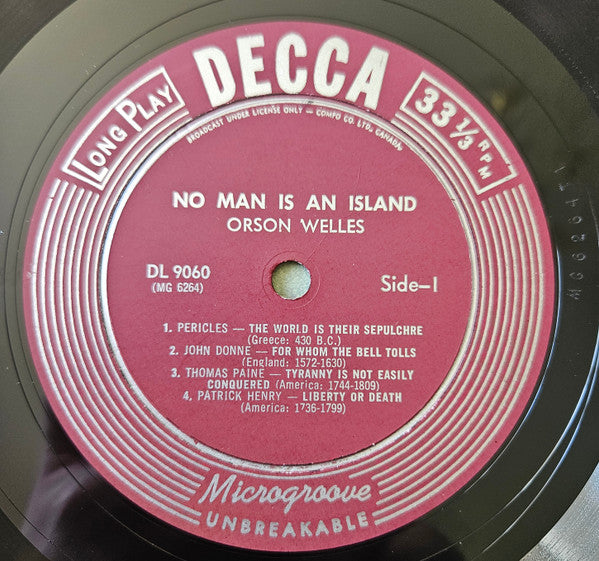 DECCA
LONG PLAY
33 1/3 RPM
BROADCAST UNDER LICENSE ONLY — COMPO CO. LTD., CANADA.
NO MAN IS AN ISLAND
ORSON WELLES
DL 9060
(MG 6264)
Side–1
1. PERICLES — THE WORLD IS THEIR SEPULCHRE
(Greece: 430 B.C.)
2. JOHN DONNE — FOR WHOM THE BELL TOLLS
(England: 1572-1630)
3. THOMAS PAINE — TYRANNY IS NOT EASILY
CONQUERED (America: 1744-1809)
4. PATRICK HENRY — LIBERTY OR DEATH
(America: 1736-1799)
Microgroove
UNBREAKABLE